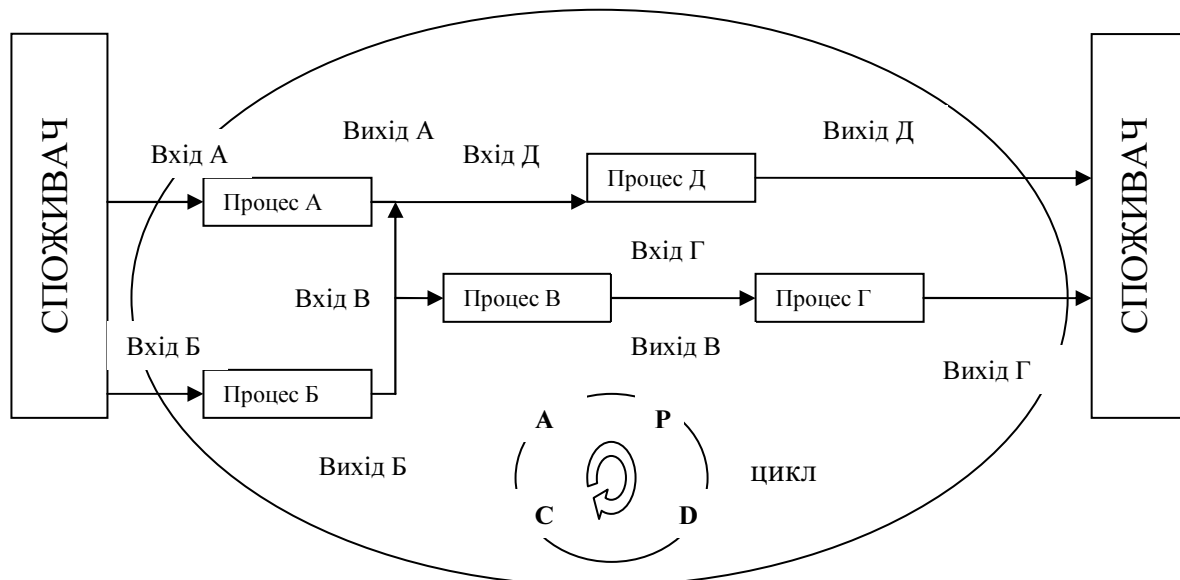 СПОЖИВАЧ
Вхід А
Вихід А
Вхід Д
Вихід Д
Процес А
Процес Д
Вхід Г
Вхід В
Процес В
Процес Г
Вхід Б
Вихід В
Вихід Г
Процес Б
Вихід Б
A
P
C
D
цикл
СПОЖИВАЧ